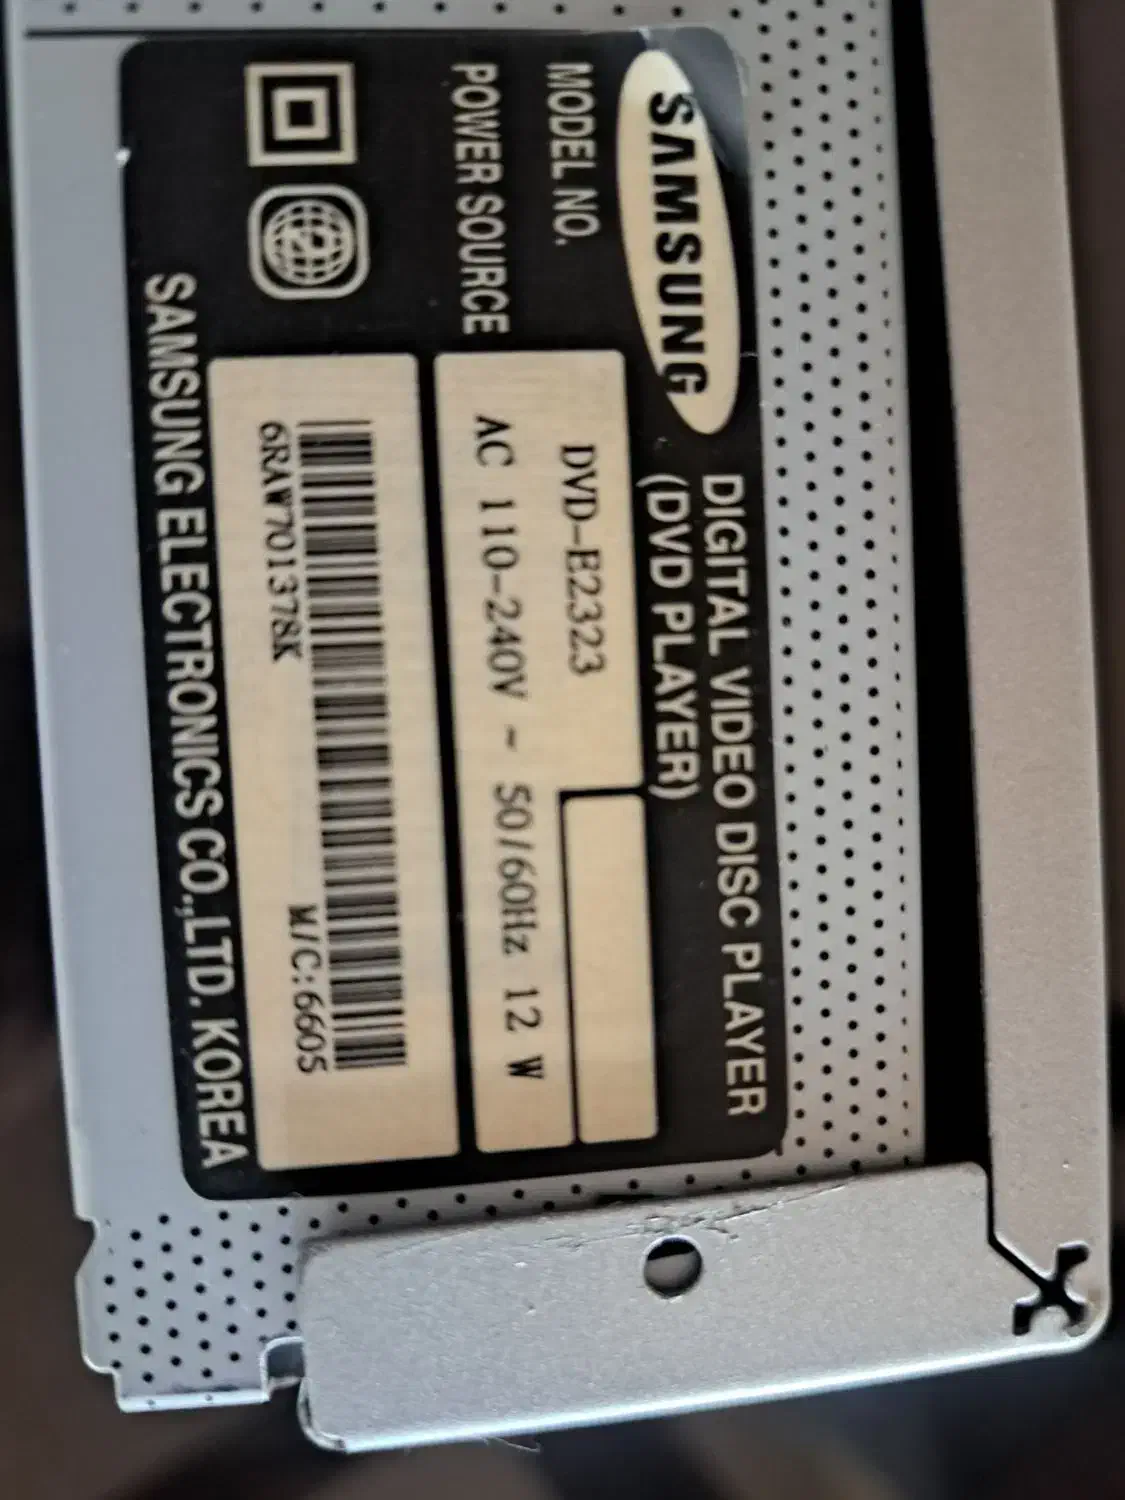 SAMSUNG
DIGITAL VIDEO DISC PLAYER
(DVD PLAYER)
MODEL NO. DVD-E2323
POWER SOURCE AC 110-240V ~ 50/60Hz 12 W
6RAW701378K M/C:6605
SAMSUNG ELECTRONICS CO.,LTD. KOREA